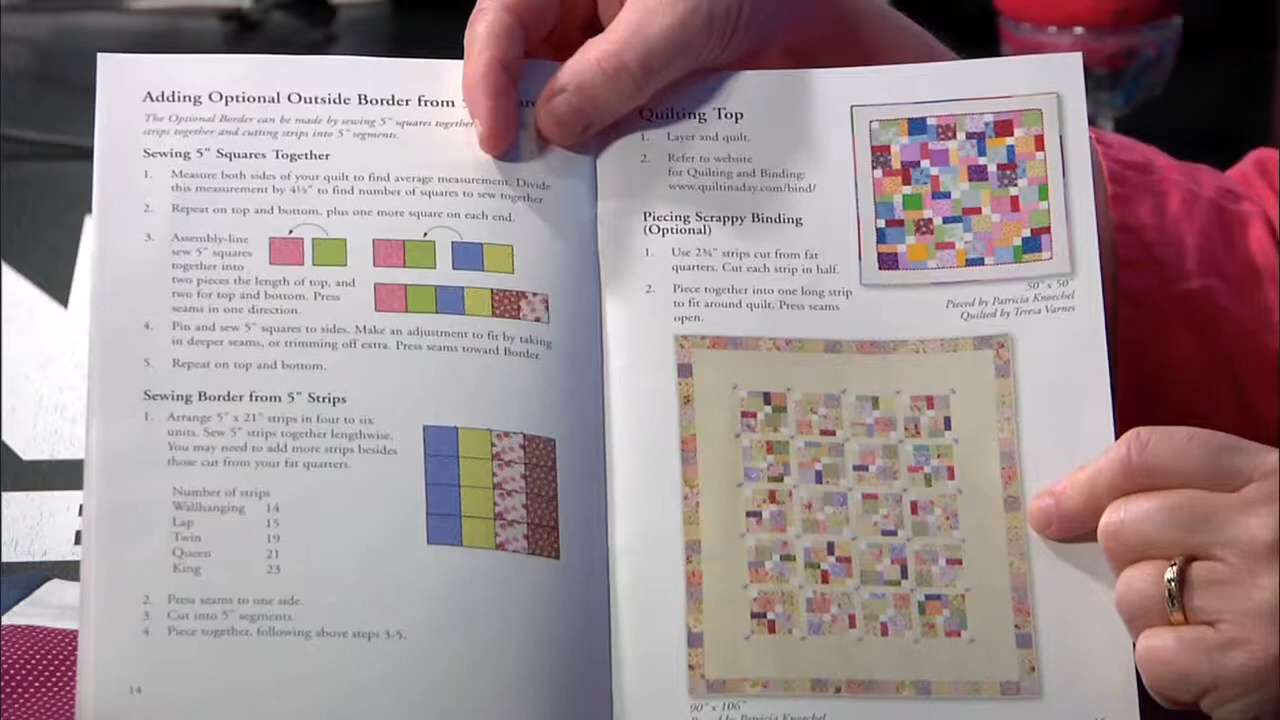 Adding Optional Outside Border from 5
The Optional Border can be made by sewing 5" squares together,
strips together and cutting strips into 5" segments.
Sewing 5" Squares Together
1. Measure both sides of your quilt to find average measurement. Divide
this measurement by 4½" to find number of squares to sew together.
2. Repeat on top and bottom, plus one more square on each end.
3. Assembly-line
sew 5" squares
together into
two pieces the length of top, and
two for top and bottom. Press
seams in one direction.
4. Pin and sew 5" squares to sides. Make an adjustment to fit by taking
in deeper seams, or trimming off extra. Press seams toward Border.
5. Repeat on top and bottom.
Sewing Border from 5" Strips
1. Arrange 5" x 21" strips in four to six
units. Sew 5" strips together lengthwise.
You may need to add more strips besides
those cut from your fat quarters.
Number of strips
Wallhanging 14
Lap 15
Twin 19
Queen 21
King 23
2. Press seams to one side.
3. Cut into 5" segments.
4. Piece together, following above steps 3-5.
14
Quilting Top
1. Layer and quilt.
2. Refer to website
for Quilting and Binding:
www.quiltinaday.com/bind/
Piecing Scrappy Binding
(Optional)
1. Use 2¾" strips cut from fat
quarters. Cut each strip in half.
2. Piece together into one long strip
to fit around quilt. Press seams
open.
50" x 50"
Pieced by Patricia Knoechel
Quilted by Teresa Varnes
90" x 106"
by Patricia Knoechel